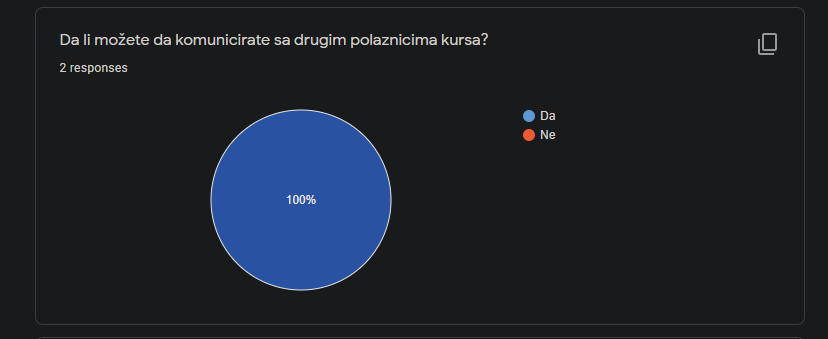 Da li možete da komunicirate sa drugim polaznicima kursa?
2 responses
100%
Da
Ne